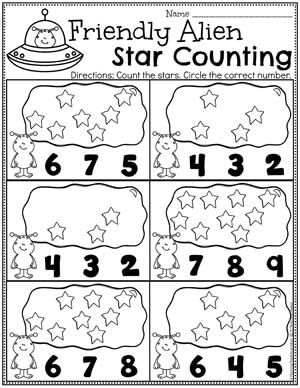 Name
Friendly Alien
Star Counting
Directions: Count the stars. Circle the correct number.
6 7 5
4 3 2
4 3 2
7 8 9
6 7 8
6 4 5